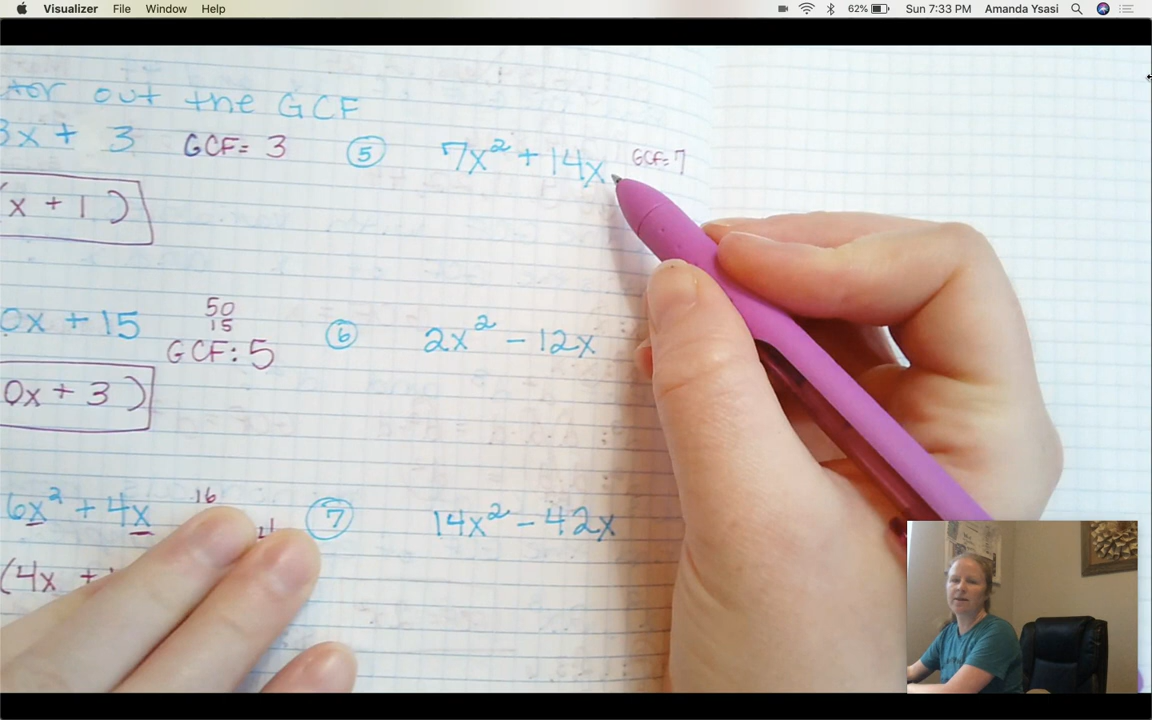 Visualizer File Window Help 62% Sun 7:33 PM Amanda Ysasi
out the GCF
3x + 3 GCF= 3
(x + 1)
0x + 15 50
15
GCF: 5
0x + 3)
6x² + 4x 16
4
(4x +
5 7x² + 14x GCF= 7
6 2x² - 12x
7 14x² - 42x